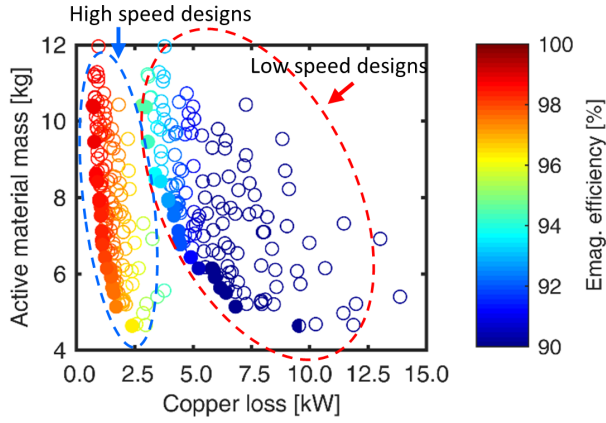 High speed designs
Low speed designs
Active material mass [kg]
12
10
8
6
4
0.0 2.5 5.0 7.5 10.0 12.5 15.0
Copper loss [kW]
100
98
96
94
92
90
Emag. efficiency [%]